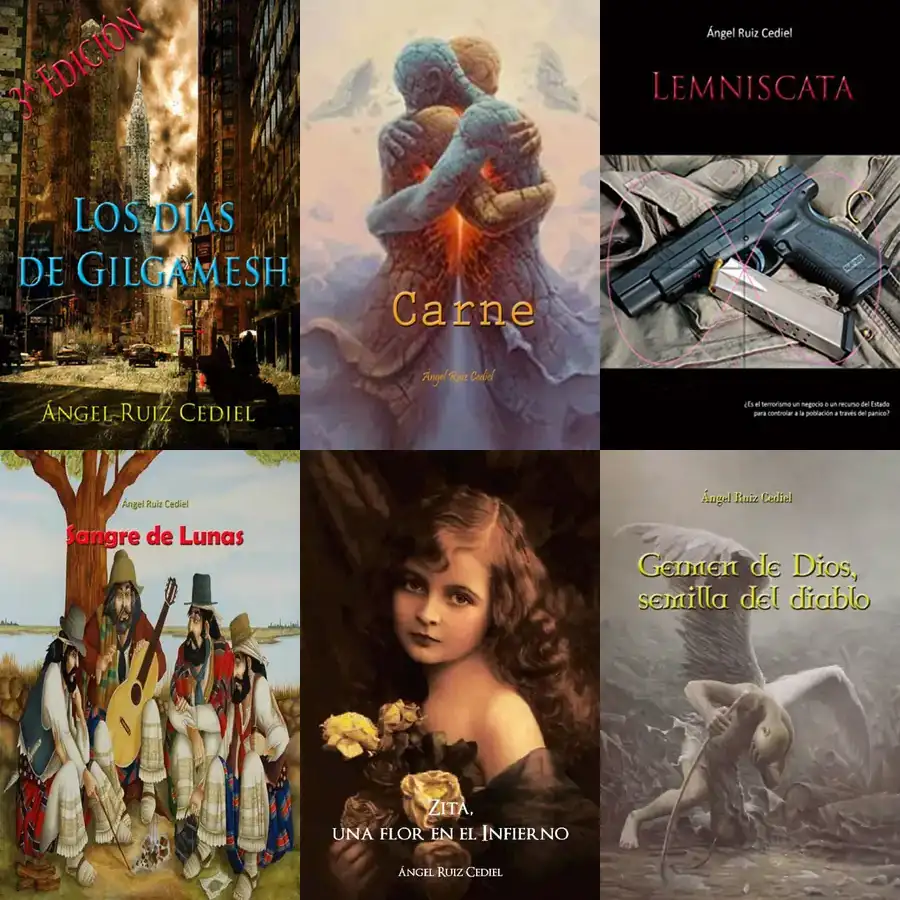 3ª EDICIÓN
LOS DÍAS
DE GILGAMESH
ÁNGEL RUIZ CEDIEL
Carne
Ángel Ruiz Cediel
Ángel Ruiz Cediel
LEMNISCATA
¿Es el terrorismo un negocio o un recurso del Estado
para controlar a la población a través del panico?
Ángel Ruiz Cediel
Sangre de Lunas
ZITA,
UNA FLOR EN EL INFIERNO
ÁNGEL RUIZ CEDIEL
Ángel Ruiz Cediel
Germen de Dios,
semilla del diablo